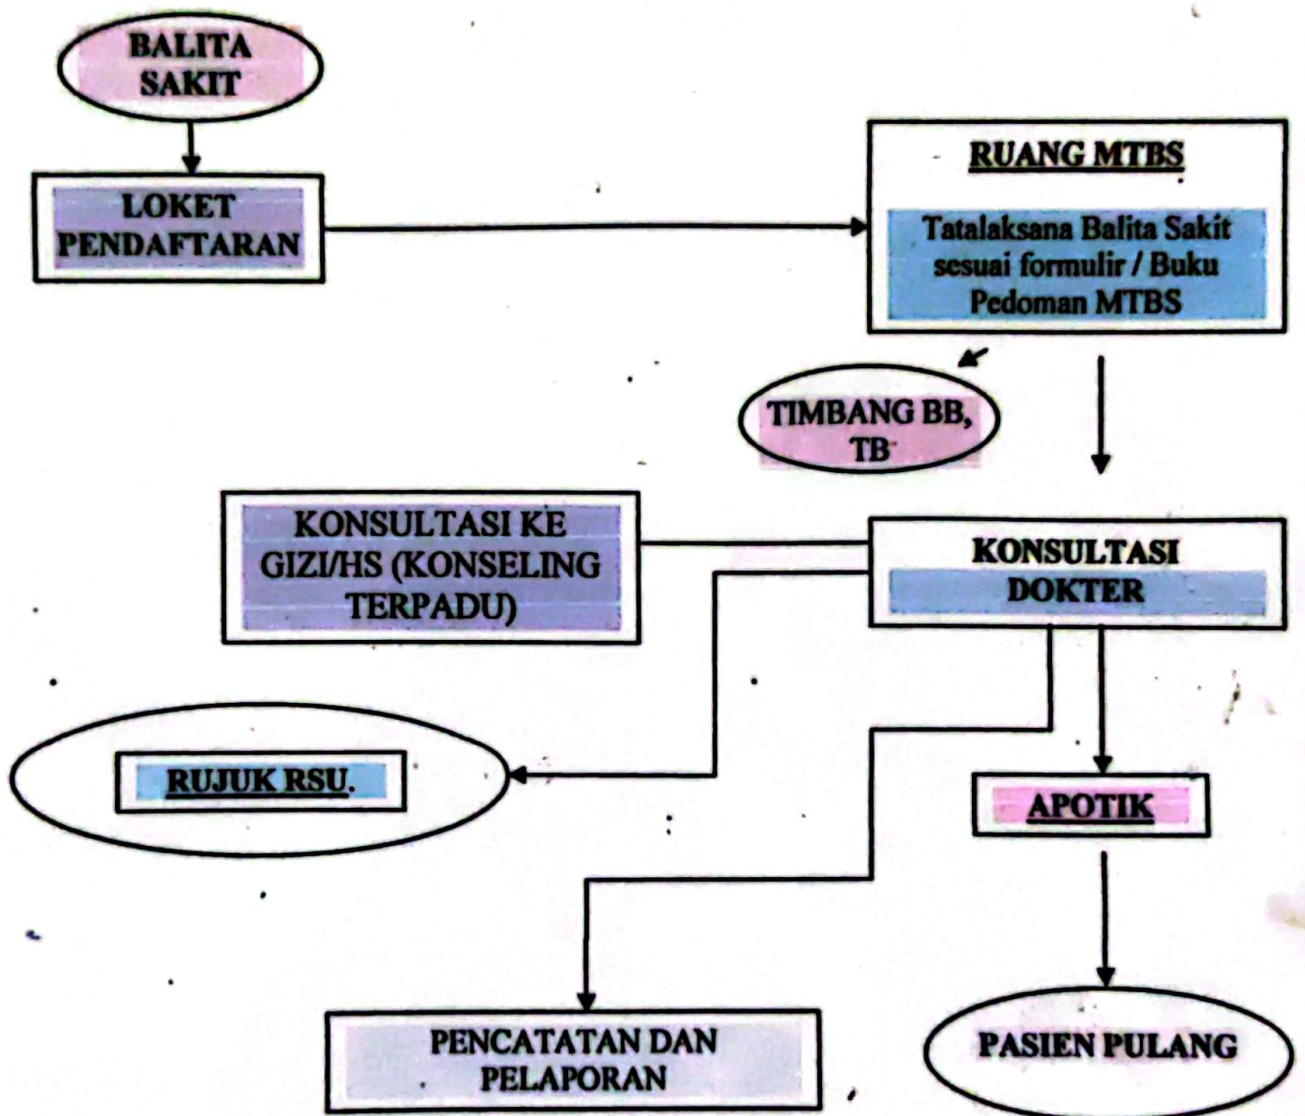 BALITA
SAKIT
LOKET
PENDAFTARAN
RUANG MTBS
Tatalaksana Balita Sakit
sesuai formulir / Buku
Pedoman MTBS
TIMBANG BB,
TB
KONSULTASI KE
GIZI/HS (KONSELING
TERPADU)
KONSULTASI
DOKTER
RUJUK RSU.
APOTIK
PENCATATAN DAN
PELAPORAN
PASIEN PULANG